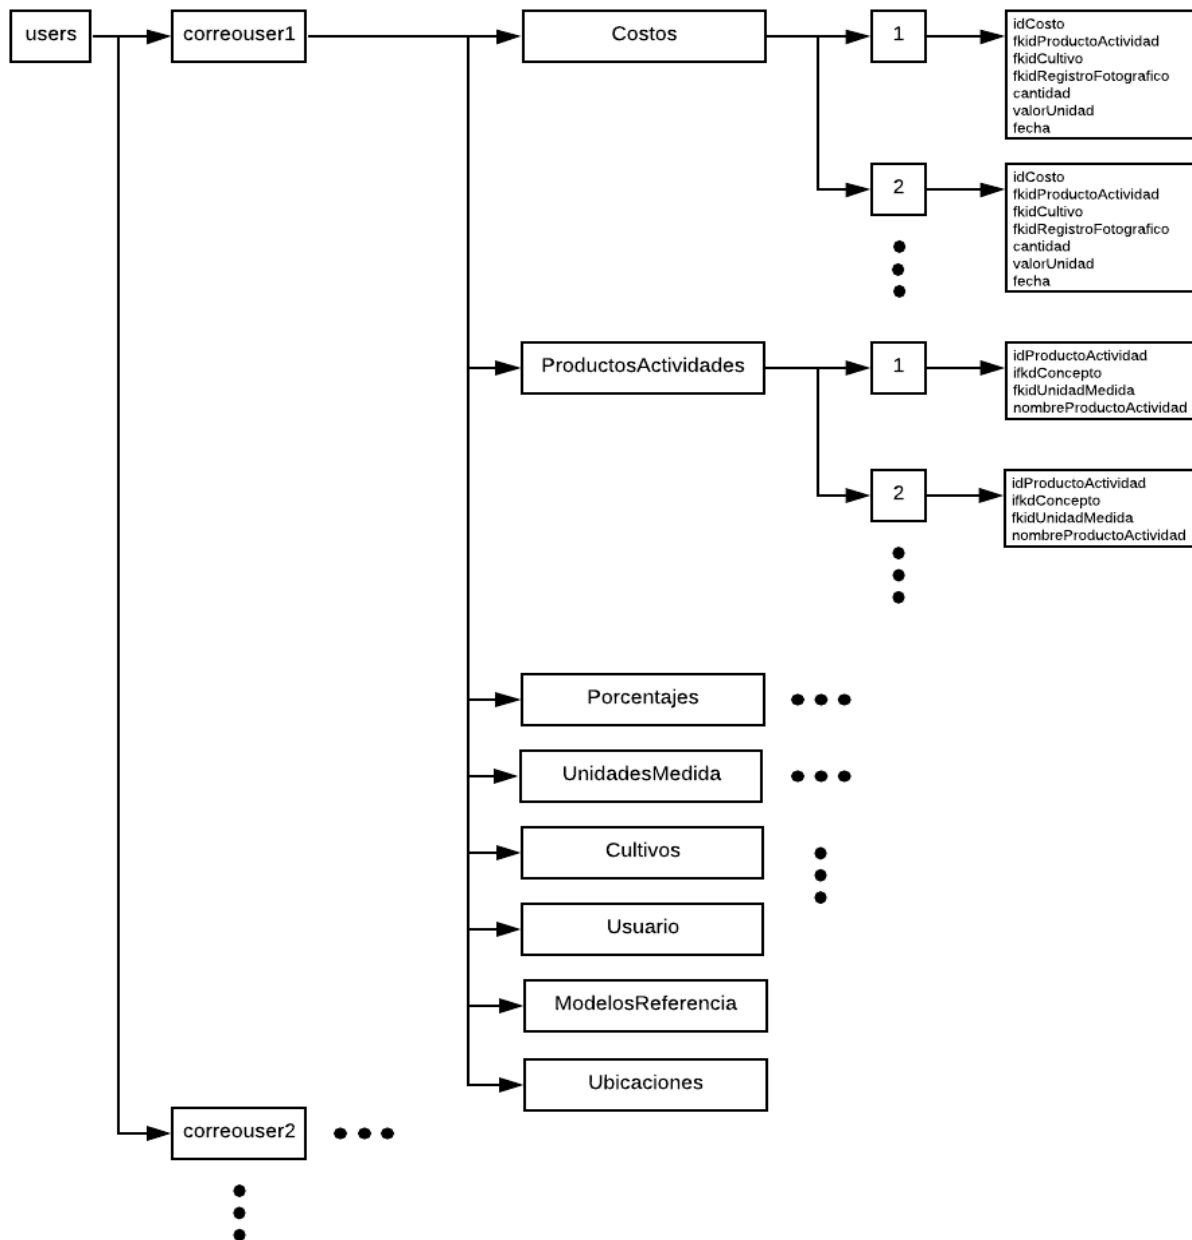 users
correouser1
Costos
1
idCosto
fkidProductoActividad
fkidCultivo
fkidRegistroFotografico
cantidad
valorUnidad
fecha
2
idCosto
fkidProductoActividad
fkidCultivo
fkidRegistroFotografico
cantidad
valorUnidad
fecha
ProductosActividades
1
idProductoActividad
ifkdConcepto
fkidUnidadMedida
nombreProductoActividad
2
idProductoActividad
ifkdConcepto
fkidUnidadMedida
nombreProductoActividad
Porcentajes
UnidadesMedida
Cultivos
Usuario
ModelosReferencia
Ubicaciones
correouser2